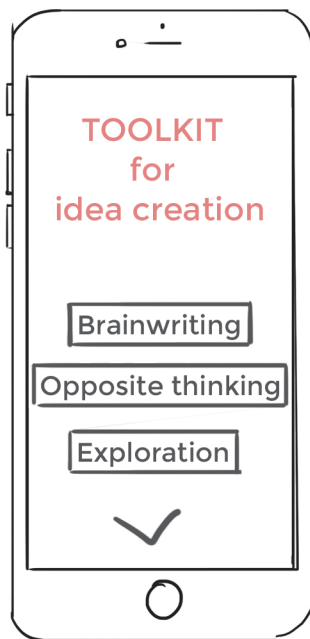 TOOLKIT
for
idea creation
Brainwriting
Opposite thinking
Exploration